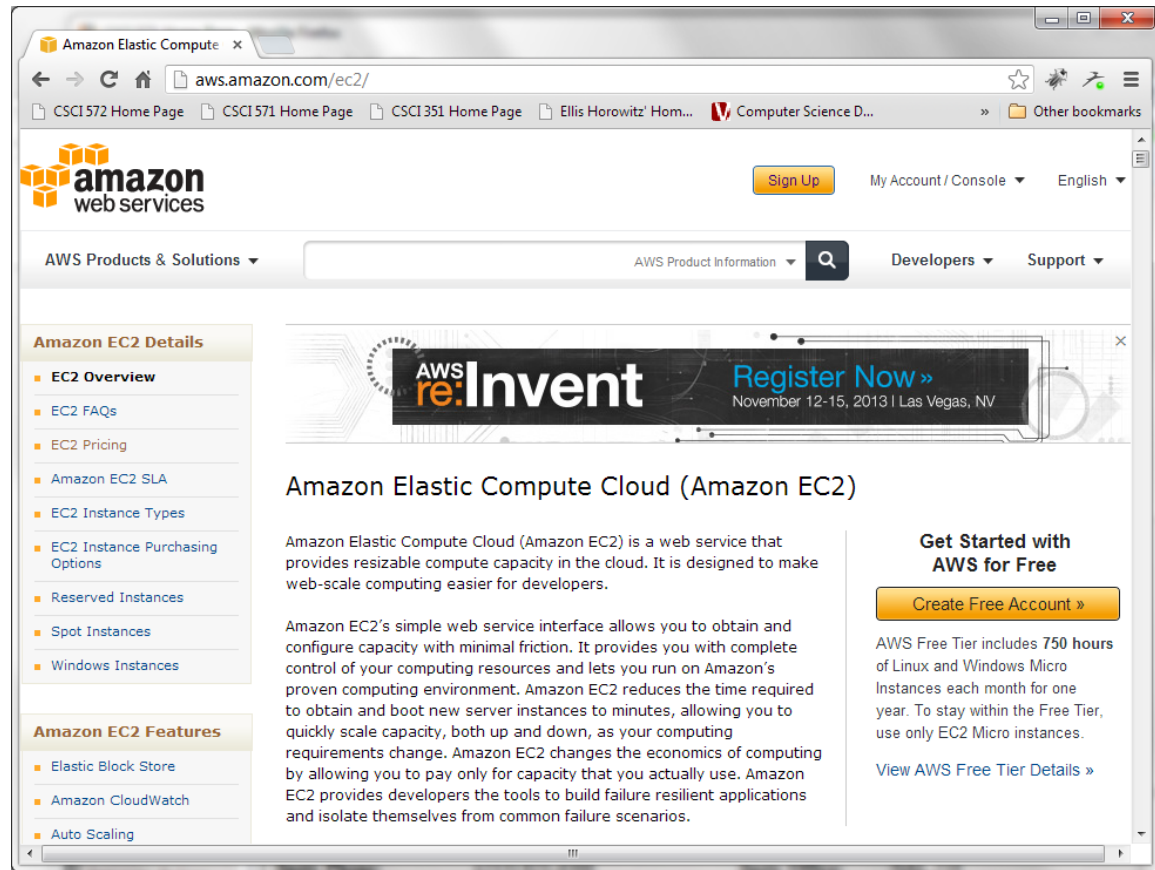 Amazon Elastic Compute
aws.amazon.com/ec2/
CSCI 572 Home Page
CSCI 571 Home Page
CSCI 351 Home Page
Ellis Horowitz' Hom...
Computer Science D...
»
Other bookmarks
amazon
web services
Sign Up
My Account / Console
English
AWS Products & Solutions
AWS Product Information
Developers
Support
Amazon EC2 Details
EC2 Overview
EC2 FAQs
EC2 Pricing
Amazon EC2 SLA
EC2 Instance Types
EC2 Instance Purchasing
Options
Reserved Instances
Spot Instances
Windows Instances
Amazon EC2 Features
Elastic Block Store
Amazon CloudWatch
Auto Scaling
AWS
re:Invent
Register Now »
November 12-15, 2013 | Las Vegas, NV
Amazon Elastic Compute Cloud (Amazon EC2)
Amazon Elastic Compute Cloud (Amazon EC2) is a web service that
provides resizable compute capacity in the cloud. It is designed to make
web-scale computing easier for developers.
Amazon EC2's simple web service interface allows you to obtain and
configure capacity with minimal friction. It provides you with complete
control of your computing resources and lets you run on Amazon's
proven computing environment. Amazon EC2 reduces the time required
to obtain and boot new server instances to minutes, allowing you to
quickly scale capacity, both up and down, as your computing
requirements change. Amazon EC2 changes the economics of computing
by allowing you to pay only for capacity that you actually use. Amazon
EC2 provides developers the tools to build failure resilient applications
and isolate themselves from common failure scenarios.
Get Started with
AWS for Free
Create Free Account »
AWS Free Tier includes 750 hours
of Linux and Windows Micro
Instances each month for one
year. To stay within the Free Tier,
use only EC2 Micro instances.
View AWS Free Tier Details »